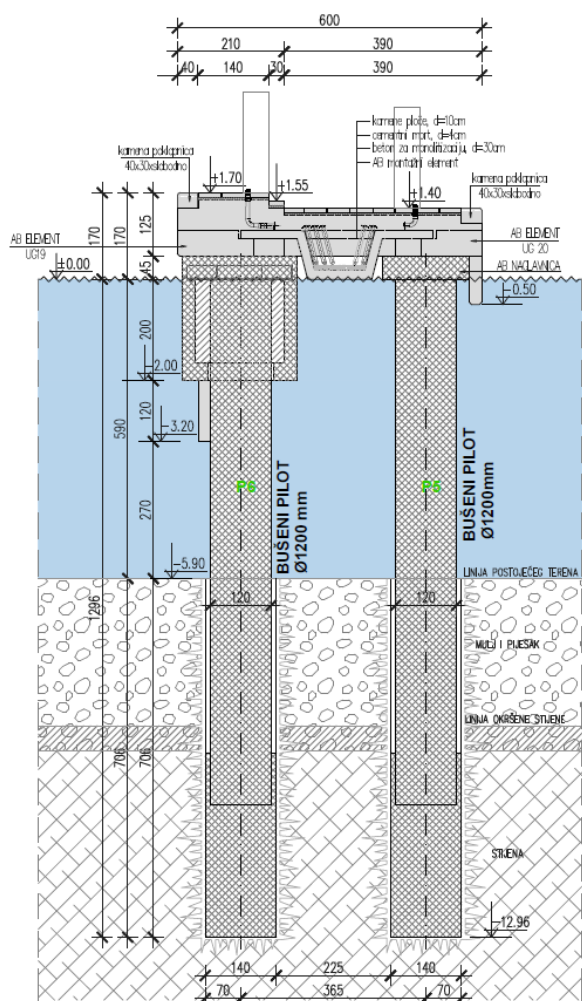 600
210
390
40
140
30
390
kamene ploče, d=10cm
cementni mort, d=4cm
beton za monolitizaciju, d=30cm
AB montažni element
kamena poklopnica
40x30xslobodno
kamena poklopnica
40x30xslobodno
+1.70
+1.55
+1.40
170
170
125
AB ELEMENT
UG19
AB ELEMENT
UG 20
AB NAGLAVNICA
±0.00
45
-0.50
200
-2.00
120
-3.20
590
270
P6
BUŠENI PILOT
Ø1200 mm
P5
BUŠENI PILOT
Ø1200mm
-5.90
LINIJA POSTOJEĆEG TERENA
1296
120
120
MULJ I PIJESAK
LINIJA OKRŠENE STIJENE
706
706
STIJENA
-12.96
140
225
140
70
365
70